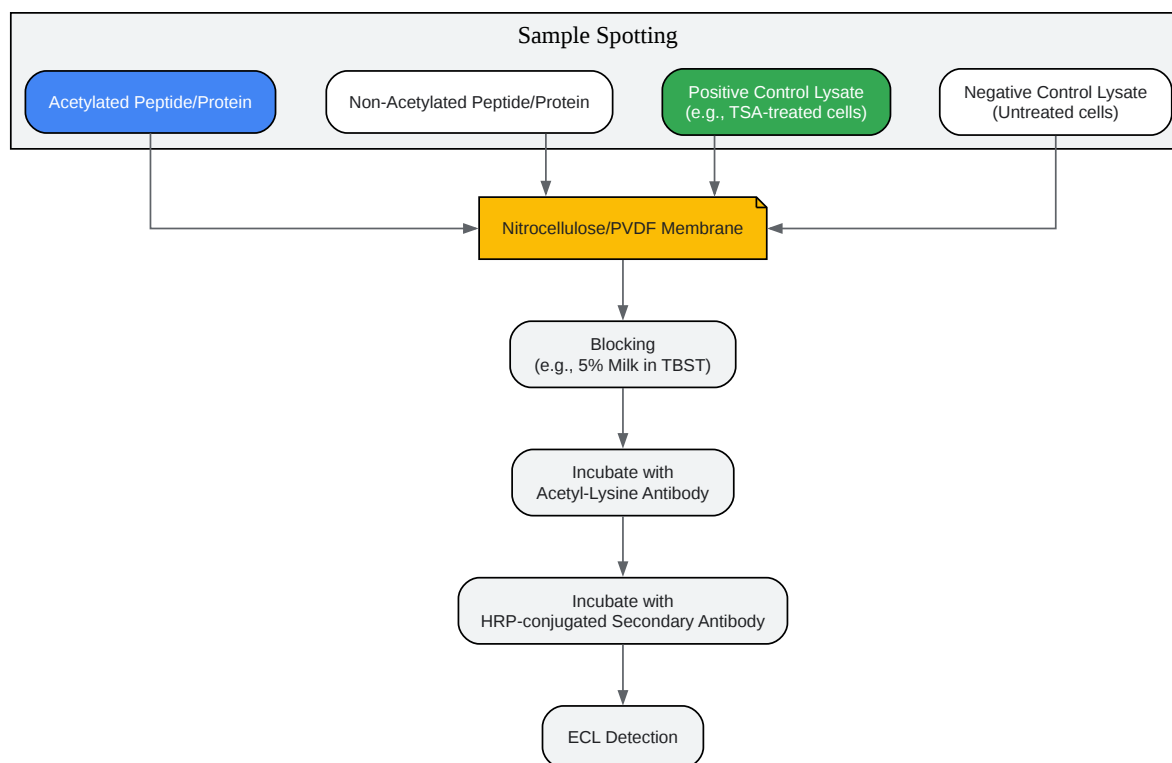 Sample Spotting
Acetylated Peptide/Protein
Non-Acetylated Peptide/Protein
Positive Control Lysate
(e.g., TSA-treated cells)
Negative Control Lysate
(Untreated cells)
Nitrocellulose/PVDF Membrane
Blocking
(e.g., 5% Milk in TBST)
Incubate with
Acetyl-Lysine Antibody
Incubate with
HRP-conjugated Secondary Antibody
ECL Detection